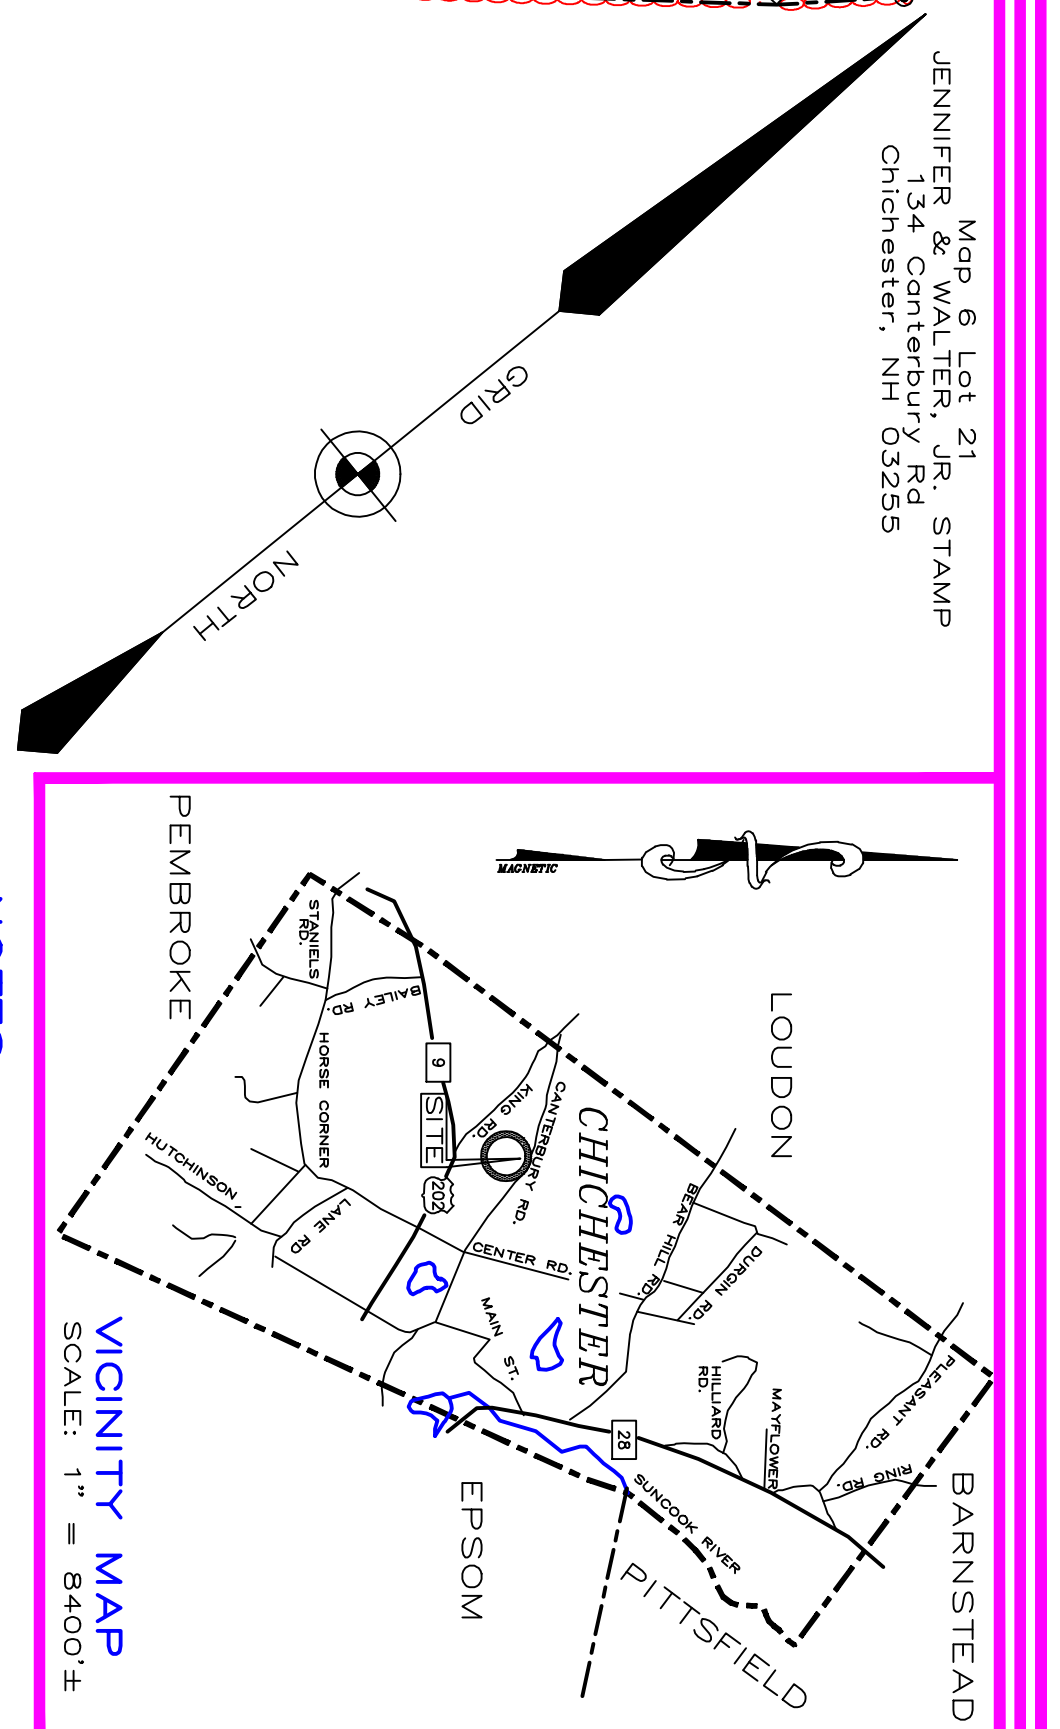 Map 6 Lot 21
JENNIFER & WALTER, JR. STAMP
134 Canterbury Rd
Chichester, NH 03255
GRID
NORTH
MAGNETIC
LOUDON
BARNSTEAD
PEMBROKE
PITTSFIELD
EPSOM
CHICHESTER
STANIELS
RD.
BAILEY RD.
HORSE CORNER
HUTCHINSON
LANE RD
9
SITE
202
KING RD.
CANTERBURY RD.
CENTER RD.
MAIN ST.
BEAR HILL RD.
DURGIN RD.
HILLIARD
RD.
MAYFLOWER
PLEASANT RD.
RING RD.
28
SUNCOOK RIVER
VICINITY MAP
SCALE: 1" = 8400'±